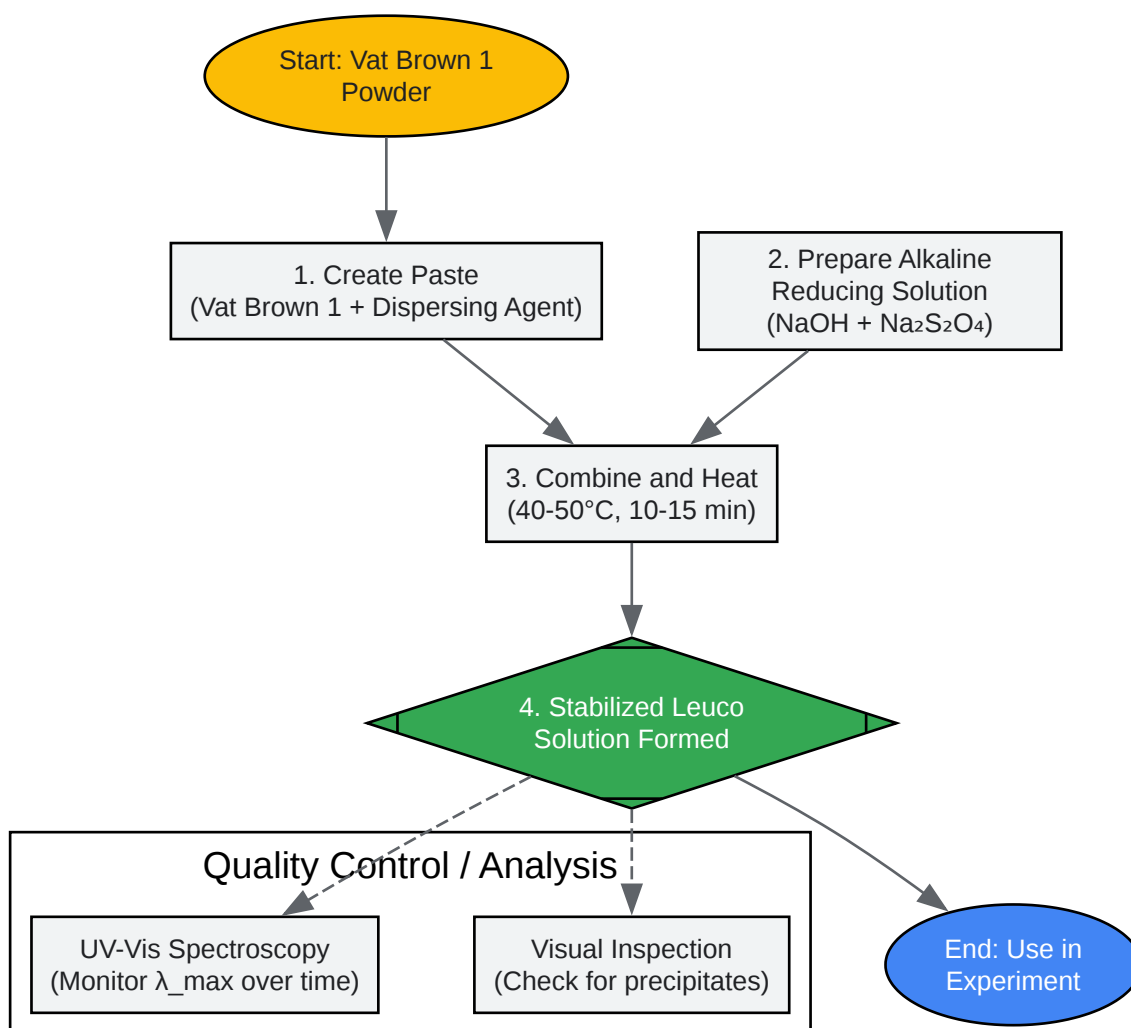 Start: Vat Brown 1
Powder
1. Create Paste
(Vat Brown 1 + Dispersing Agent)
2. Prepare Alkaline
Reducing Solution
(NaOH + Na₂S₂O₄)
3. Combine and Heat
(40-50°C, 10-15 min)
4. Stabilized Leuco
Solution Formed
Quality Control / Analysis
UV-Vis Spectroscopy
(Monitor λ_max over time)
Visual Inspection
(Check for precipitates)
End: Use in
Experiment